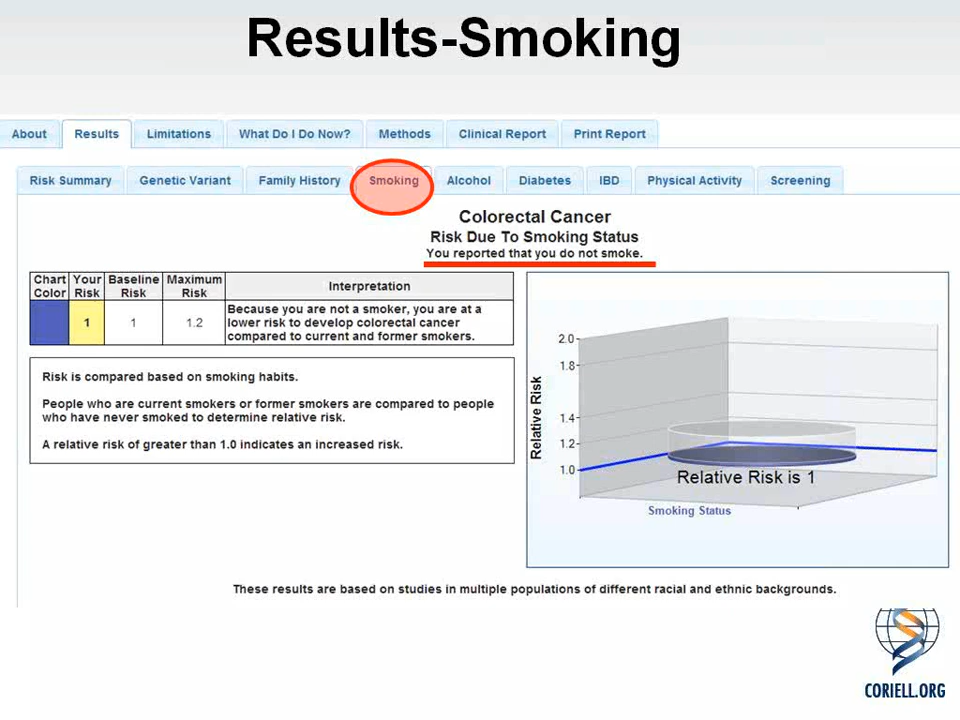 Results-Smoking
About Results Limitations What Do I Do Now? Methods Clinical Report Print Report
Risk Summary Genetic Variant Family History Smoking Alcohol Diabetes IBD Physical Activity Screening
Colorectal Cancer
Risk Due To Smoking Status
You reported that you do not smoke.
Chart Color Your Risk Baseline Risk Maximum Risk Interpretation
1 1 1.2
Because you are not a smoker, you are at a
lower risk to develop colorectal cancer
compared to current and former smokers.
Risk is compared based on smoking habits.
People who are current smokers or former smokers are compared to people
who have never smoked to determine relative risk.
A relative risk of greater than 1.0 indicates an increased risk.
Relative Risk
2.0
1.8
1.4
1.2
1.0
Relative Risk is 1
Smoking Status
These results are based on studies in multiple populations of different racial and ethnic backgrounds.
CORIELL.ORG